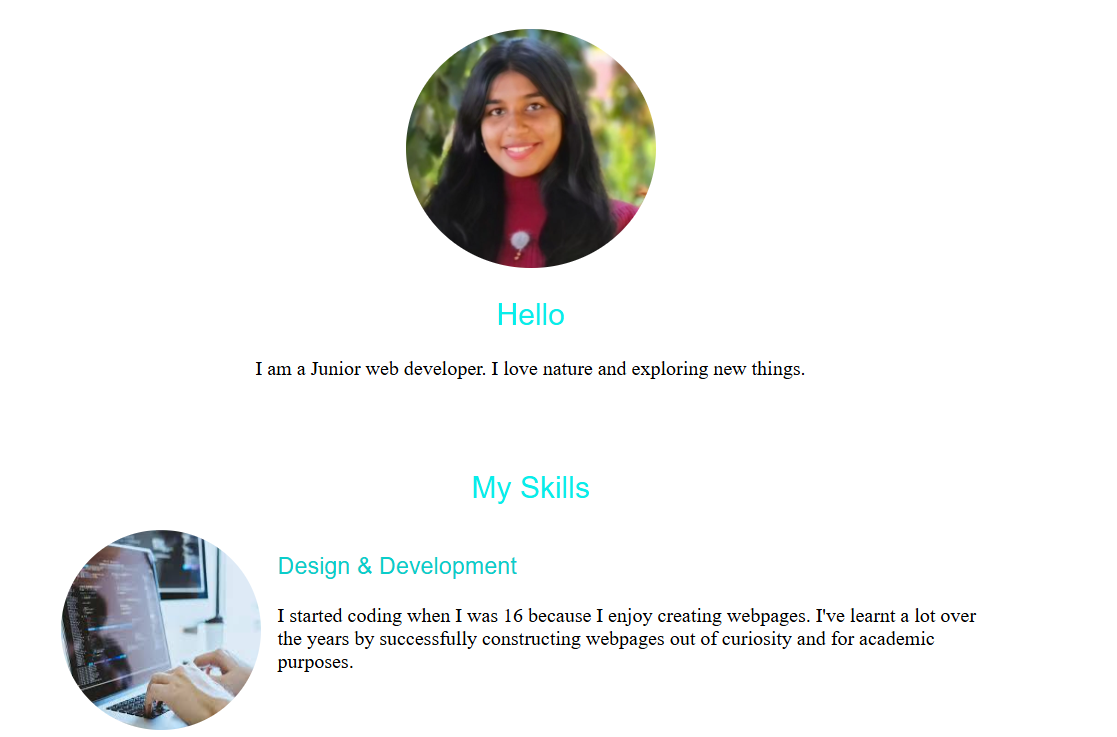 Hello
I am a Junior web developer. I love nature and exploring new things.
My Skills
Design & Development
I started coding when I was 16 because I enjoy creating webpages. I've learnt a lot over
the years by successfully constructing webpages out of curiosity and for academic
purposes.